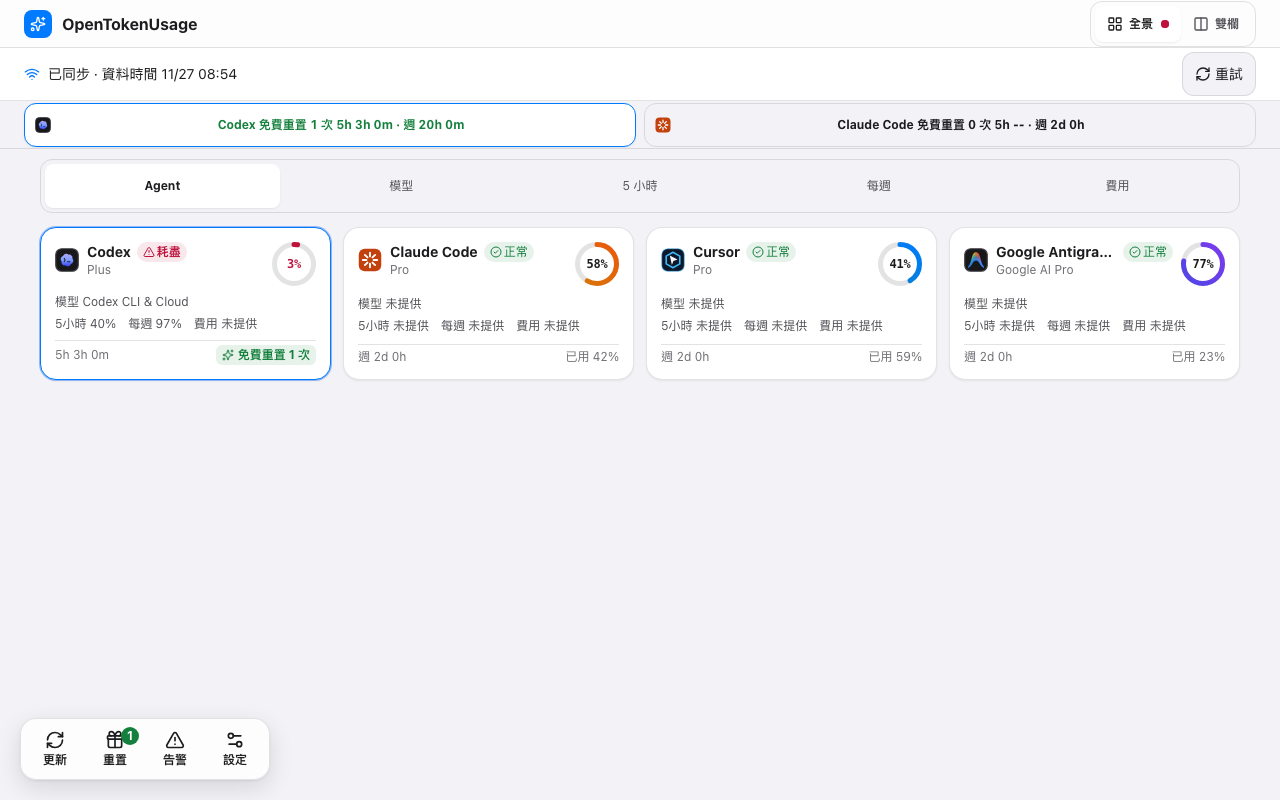 OpenTokenUsage
全景
雙欄
已同步 · 資料時間 11/27 08:54
重試
Codex 免費重置 1 次 5h 3h 0m · 週 20h 0m
Claude Code 免費重置 0 次 5h -- · 週 2d 0h
Agent
模型
5 小時
每週
費用
Codex
耗盡
Plus
3%
模型 Codex CLI & Cloud
5小時 40% 每週 97% 費用 未提供
5h 3h 0m
免費重置 1 次
Claude Code
正常
Pro
58%
模型 未提供
5小時 未提供 每週 未提供 費用 未提供
週 2d 0h
已用 42%
Cursor
正常
Pro
41%
模型 未提供
5小時 未提供 每週 未提供 費用 未提供
週 2d 0h
已用 59%
Google Antigra...
正常
Google AI Pro
77%
模型 未提供
5小時 未提供 每週 未提供 費用 未提供
週 2d 0h
已用 23%
更新
重置
1
告警
設定